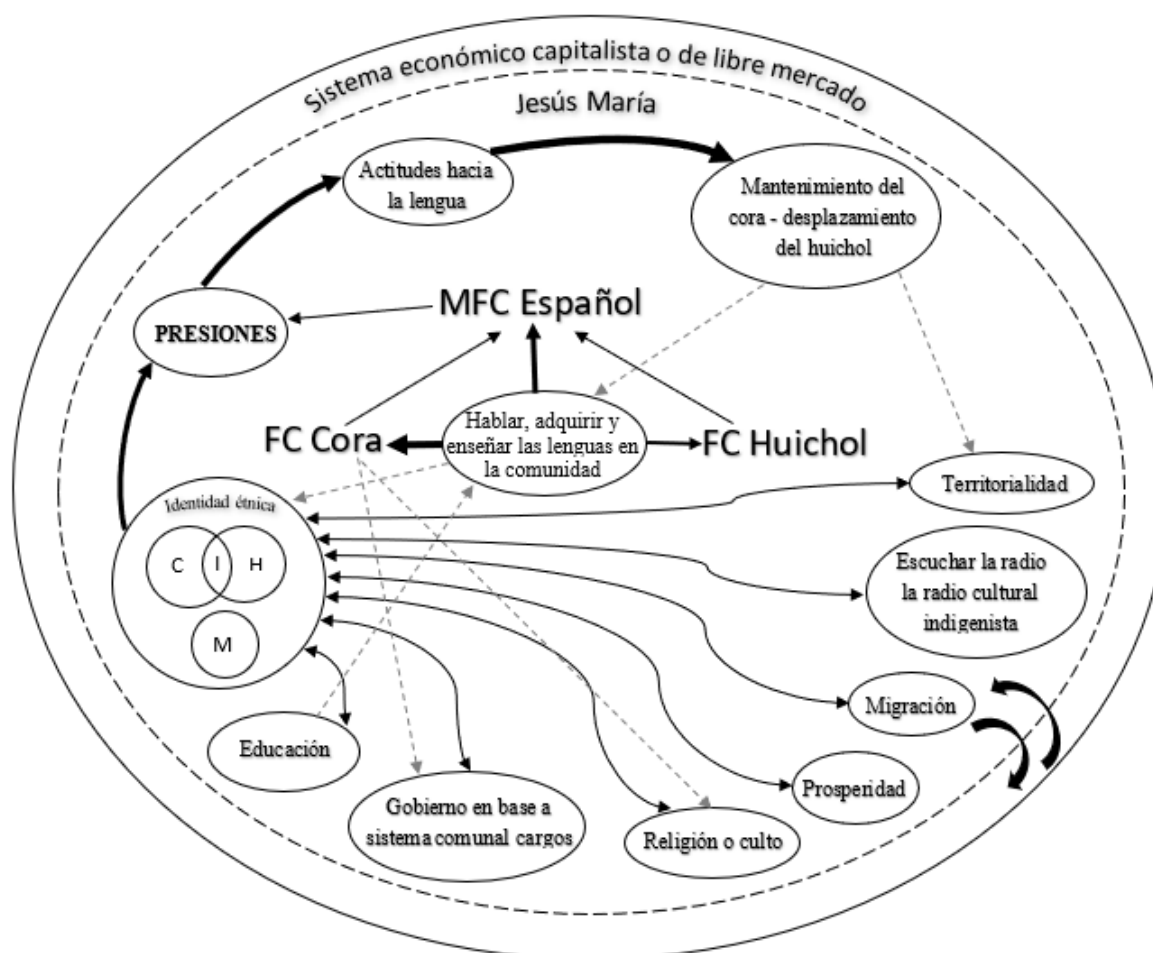 Sistema económico capitalista o de libre mercado
Jesús María
Actitudes hacia
la lengua
Mantenimiento del
cora - desplazamiento
del huichol
PRESIONES
MFC Español
FC Cora
Hablar, adquirir y
enseñar las lenguas en
la comunidad
FC Huichol
Identidad étnica
C
I
H
M
Territorialidad
Escuchar la radio
la radio cultural
indigenista
Migración
Educación
Prosperidad
Gobierno en base a
sistema comunal cargos
Religión o culto